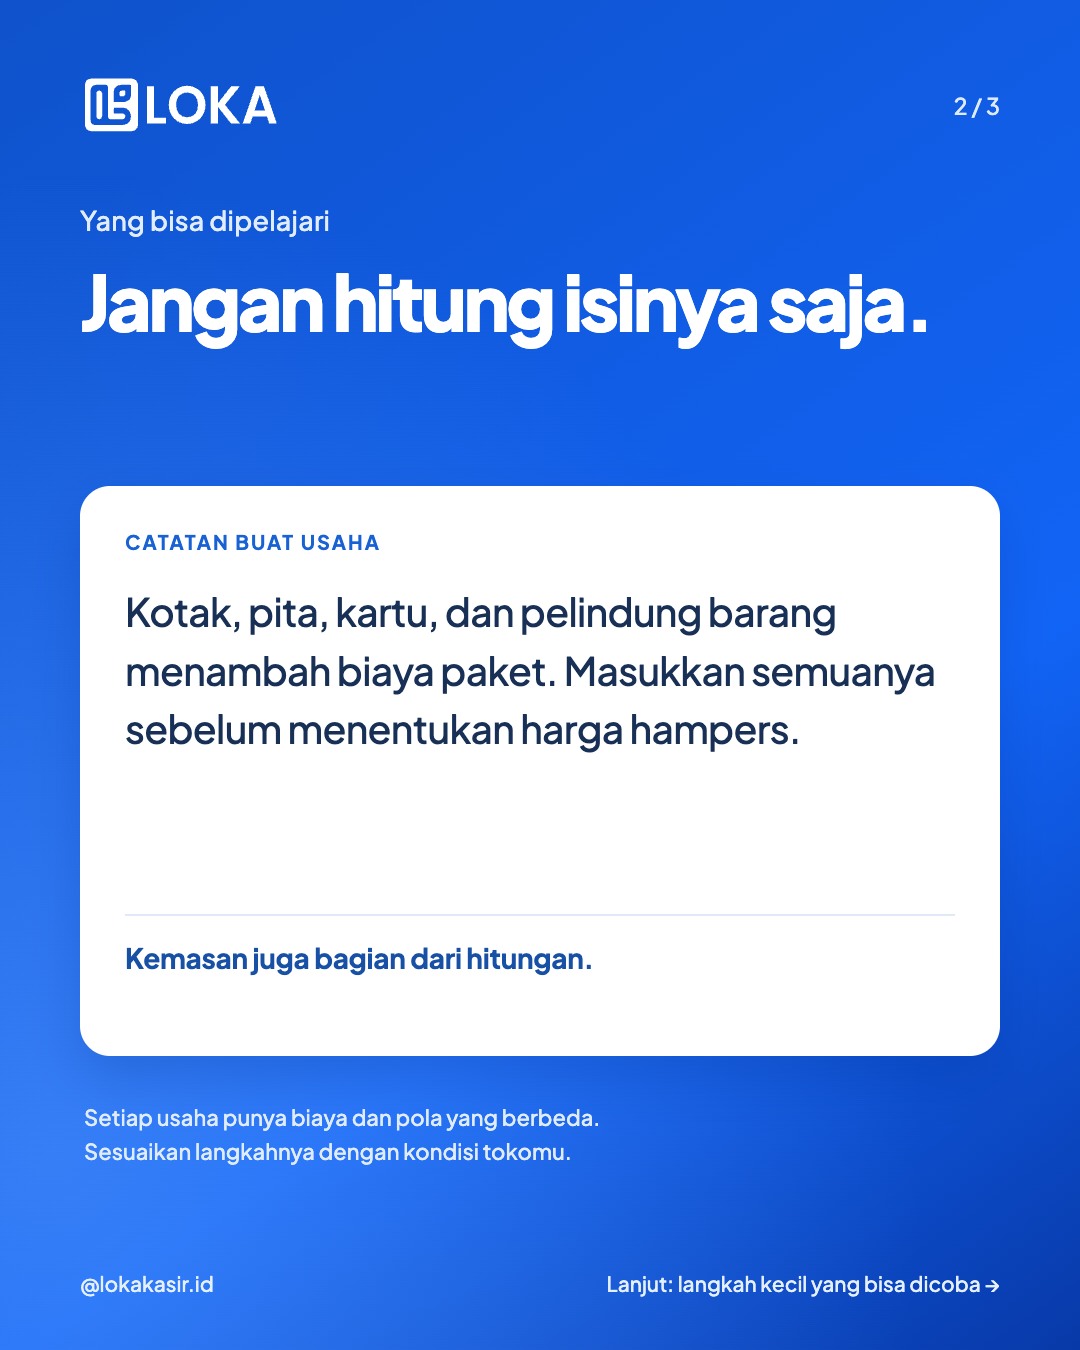 LOKA
2 / 3
Yang bisa dipelajari
Jangan hitung isinya saja.
CATATAN BUAT USAHA
Kotak, pita, kartu, dan pelindung barang
menambah biaya paket. Masukkan semuanya
sebelum menentukan harga hampers.
Kemasan juga bagian dari hitungan.
Setiap usaha punya biaya dan pola yang berbeda.
Sesuaikan langkahnya dengan kondisi tokomu.
@lokakasir.id
Lanjut: langkah kecil yang bisa dicoba →